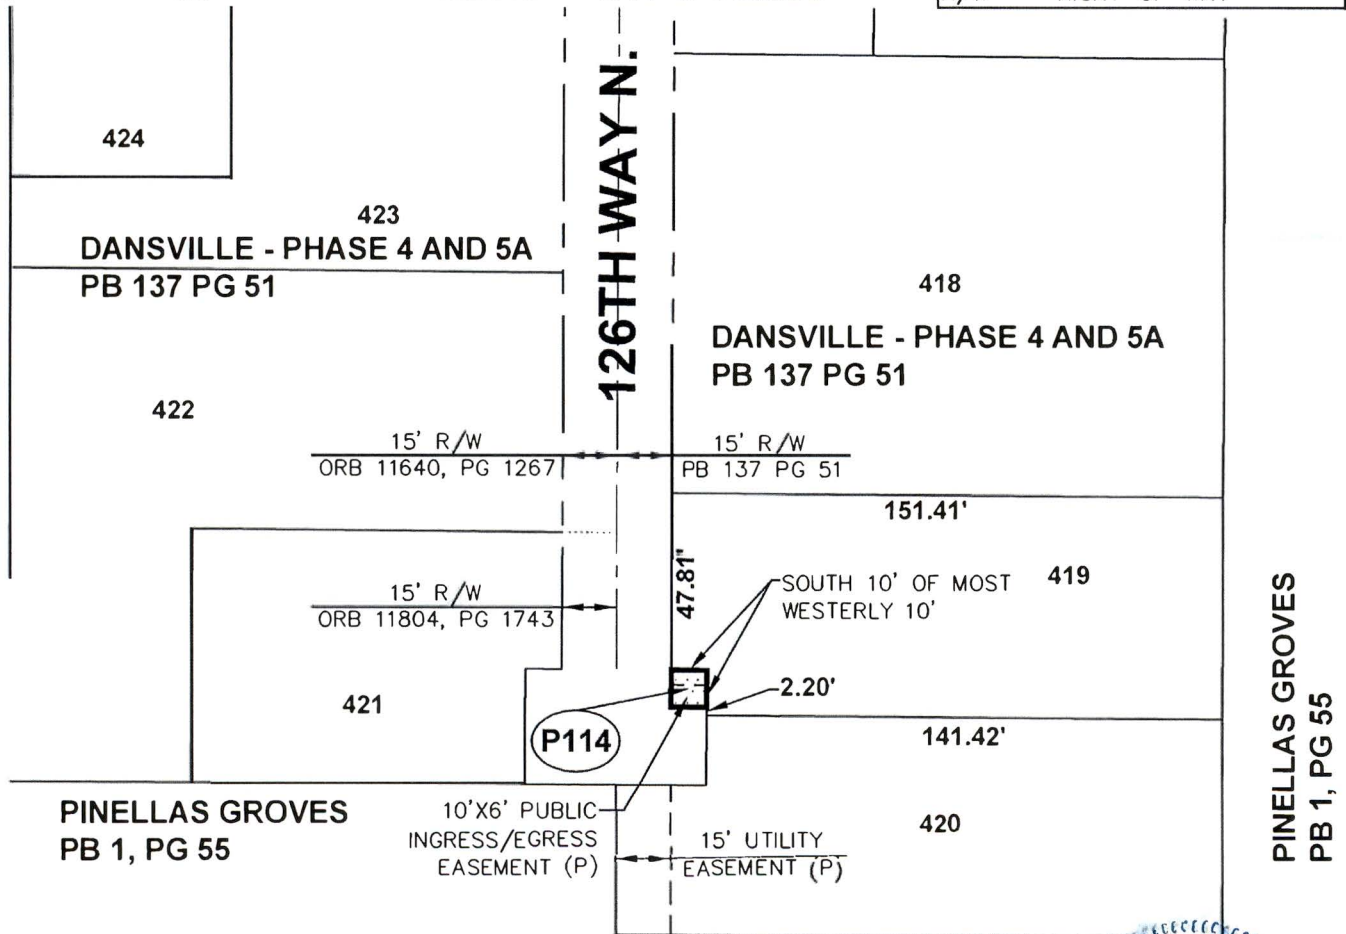 424
423
DANSVILLE - PHASE 4 AND 5A
PB 137 PG 51
126TH WAY N.
418
DANSVILLE - PHASE 4 AND 5A
PB 137 PG 51
422
15' R/W
ORB 11640, PG 1267
15' R/W
PB 137 PG 51
151.41'
47.81"
SOUTH 10' OF MOST
WESTERLY 10'
419
15' R/W
ORB 11804, PG 1743
2.20'
421
P114
141.42'
PINELLAS GROVES
PB 1, PG 55
10'X6' PUBLIC
INGRESS/EGRESS
EASEMENT (P)
15' UTILITY
EASEMENT (P)
420
PINELLAS GROVES
PB 1, PG 55